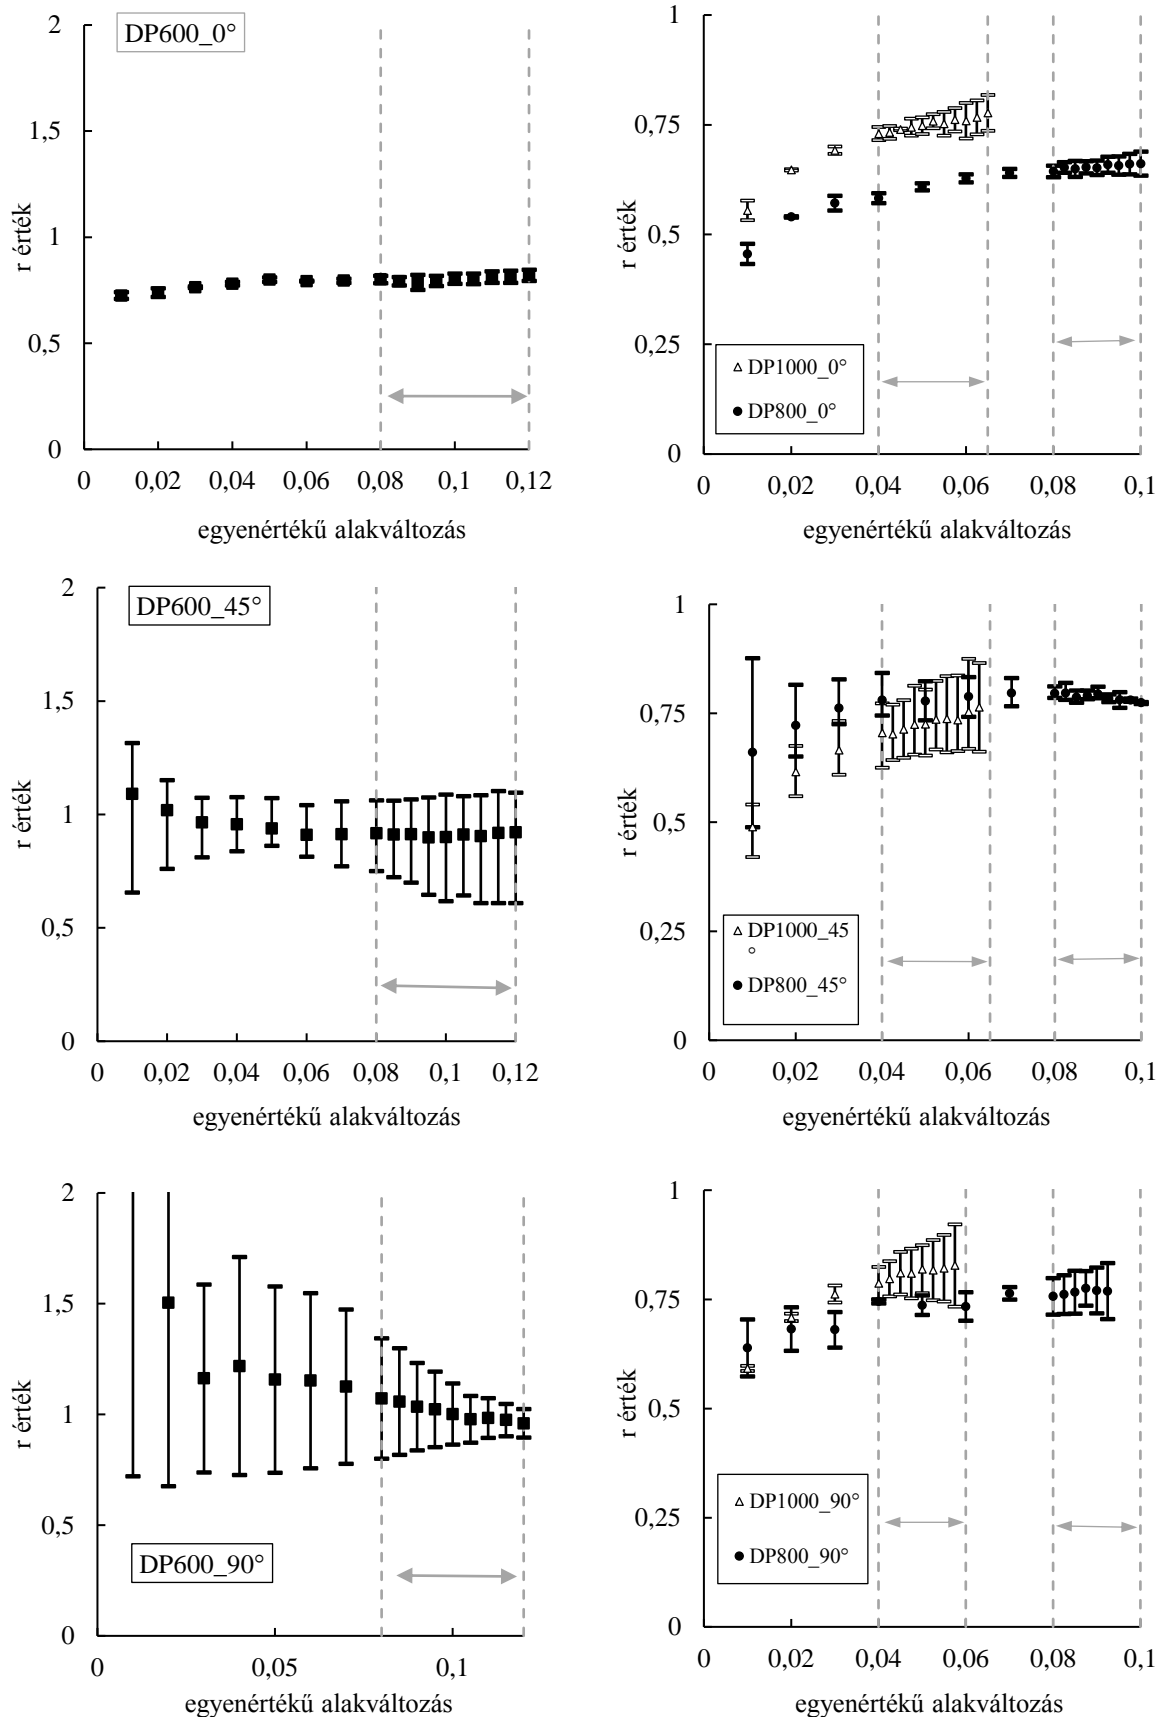 DP600_0°
r érték
2
1,5
1
0,5
0
0 0,02 0,04 0,06 0,08 0,1 0,12
egyenértékű alakváltozás
r érték
1
0,75
0,5
0,25
0
DP1000_0°
DP800_0°
0 0,02 0,04 0,06 0,08 0,1
egyenértékű alakváltozás
DP600_45°
r érték
2
1,5
1
0,5
0
0 0,02 0,04 0,06 0,08 0,1 0,12
egyenértékű alakváltozás
r érték
1
0,75
0,5
0,25
0
DP1000_45
°
DP800_45°
0 0,02 0,04 0,06 0,08 0,1
egyenértékű alakváltozás
r érték
2
1,5
1
0,5
0
DP600_90°
0 0,05 0,1
egyenértékű alakváltozás
r érték
1
0,75
0,5
0,25
0
DP1000_90°
DP800_90°
0 0,02 0,04 0,06 0,08 0,1
egyenértékű alakváltozás